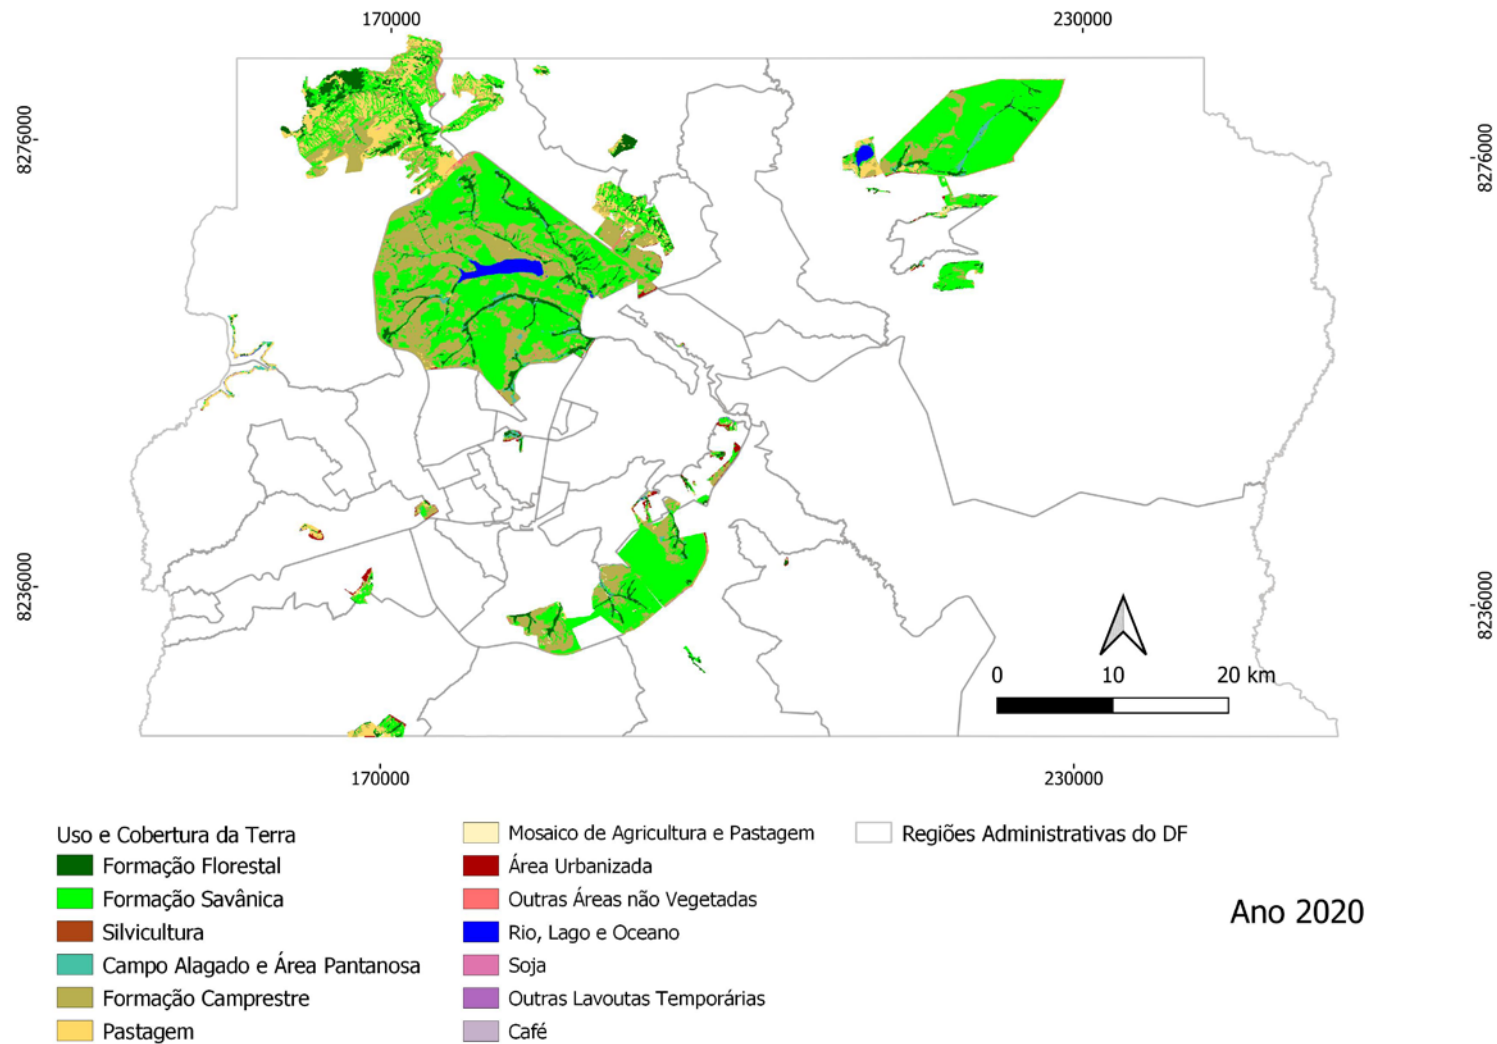 170000 230000
8276000 8276000
8236000 8236000
0 10 20 km
170000 230000
Uso e Cobertura da Terra
Formação Florestal
Formação Savânica
Silvicultura
Campo Alagado e Área Pantanosa
Formação Camprestre
Pastagem
Mosaico de Agricultura e Pastagem
Área Urbanizada
Outras Áreas não Vegetadas
Rio, Lago e Oceano
Soja
Outras Lavoutas Temporárias
Café
Regiões Administrativas do DF
Ano 2020